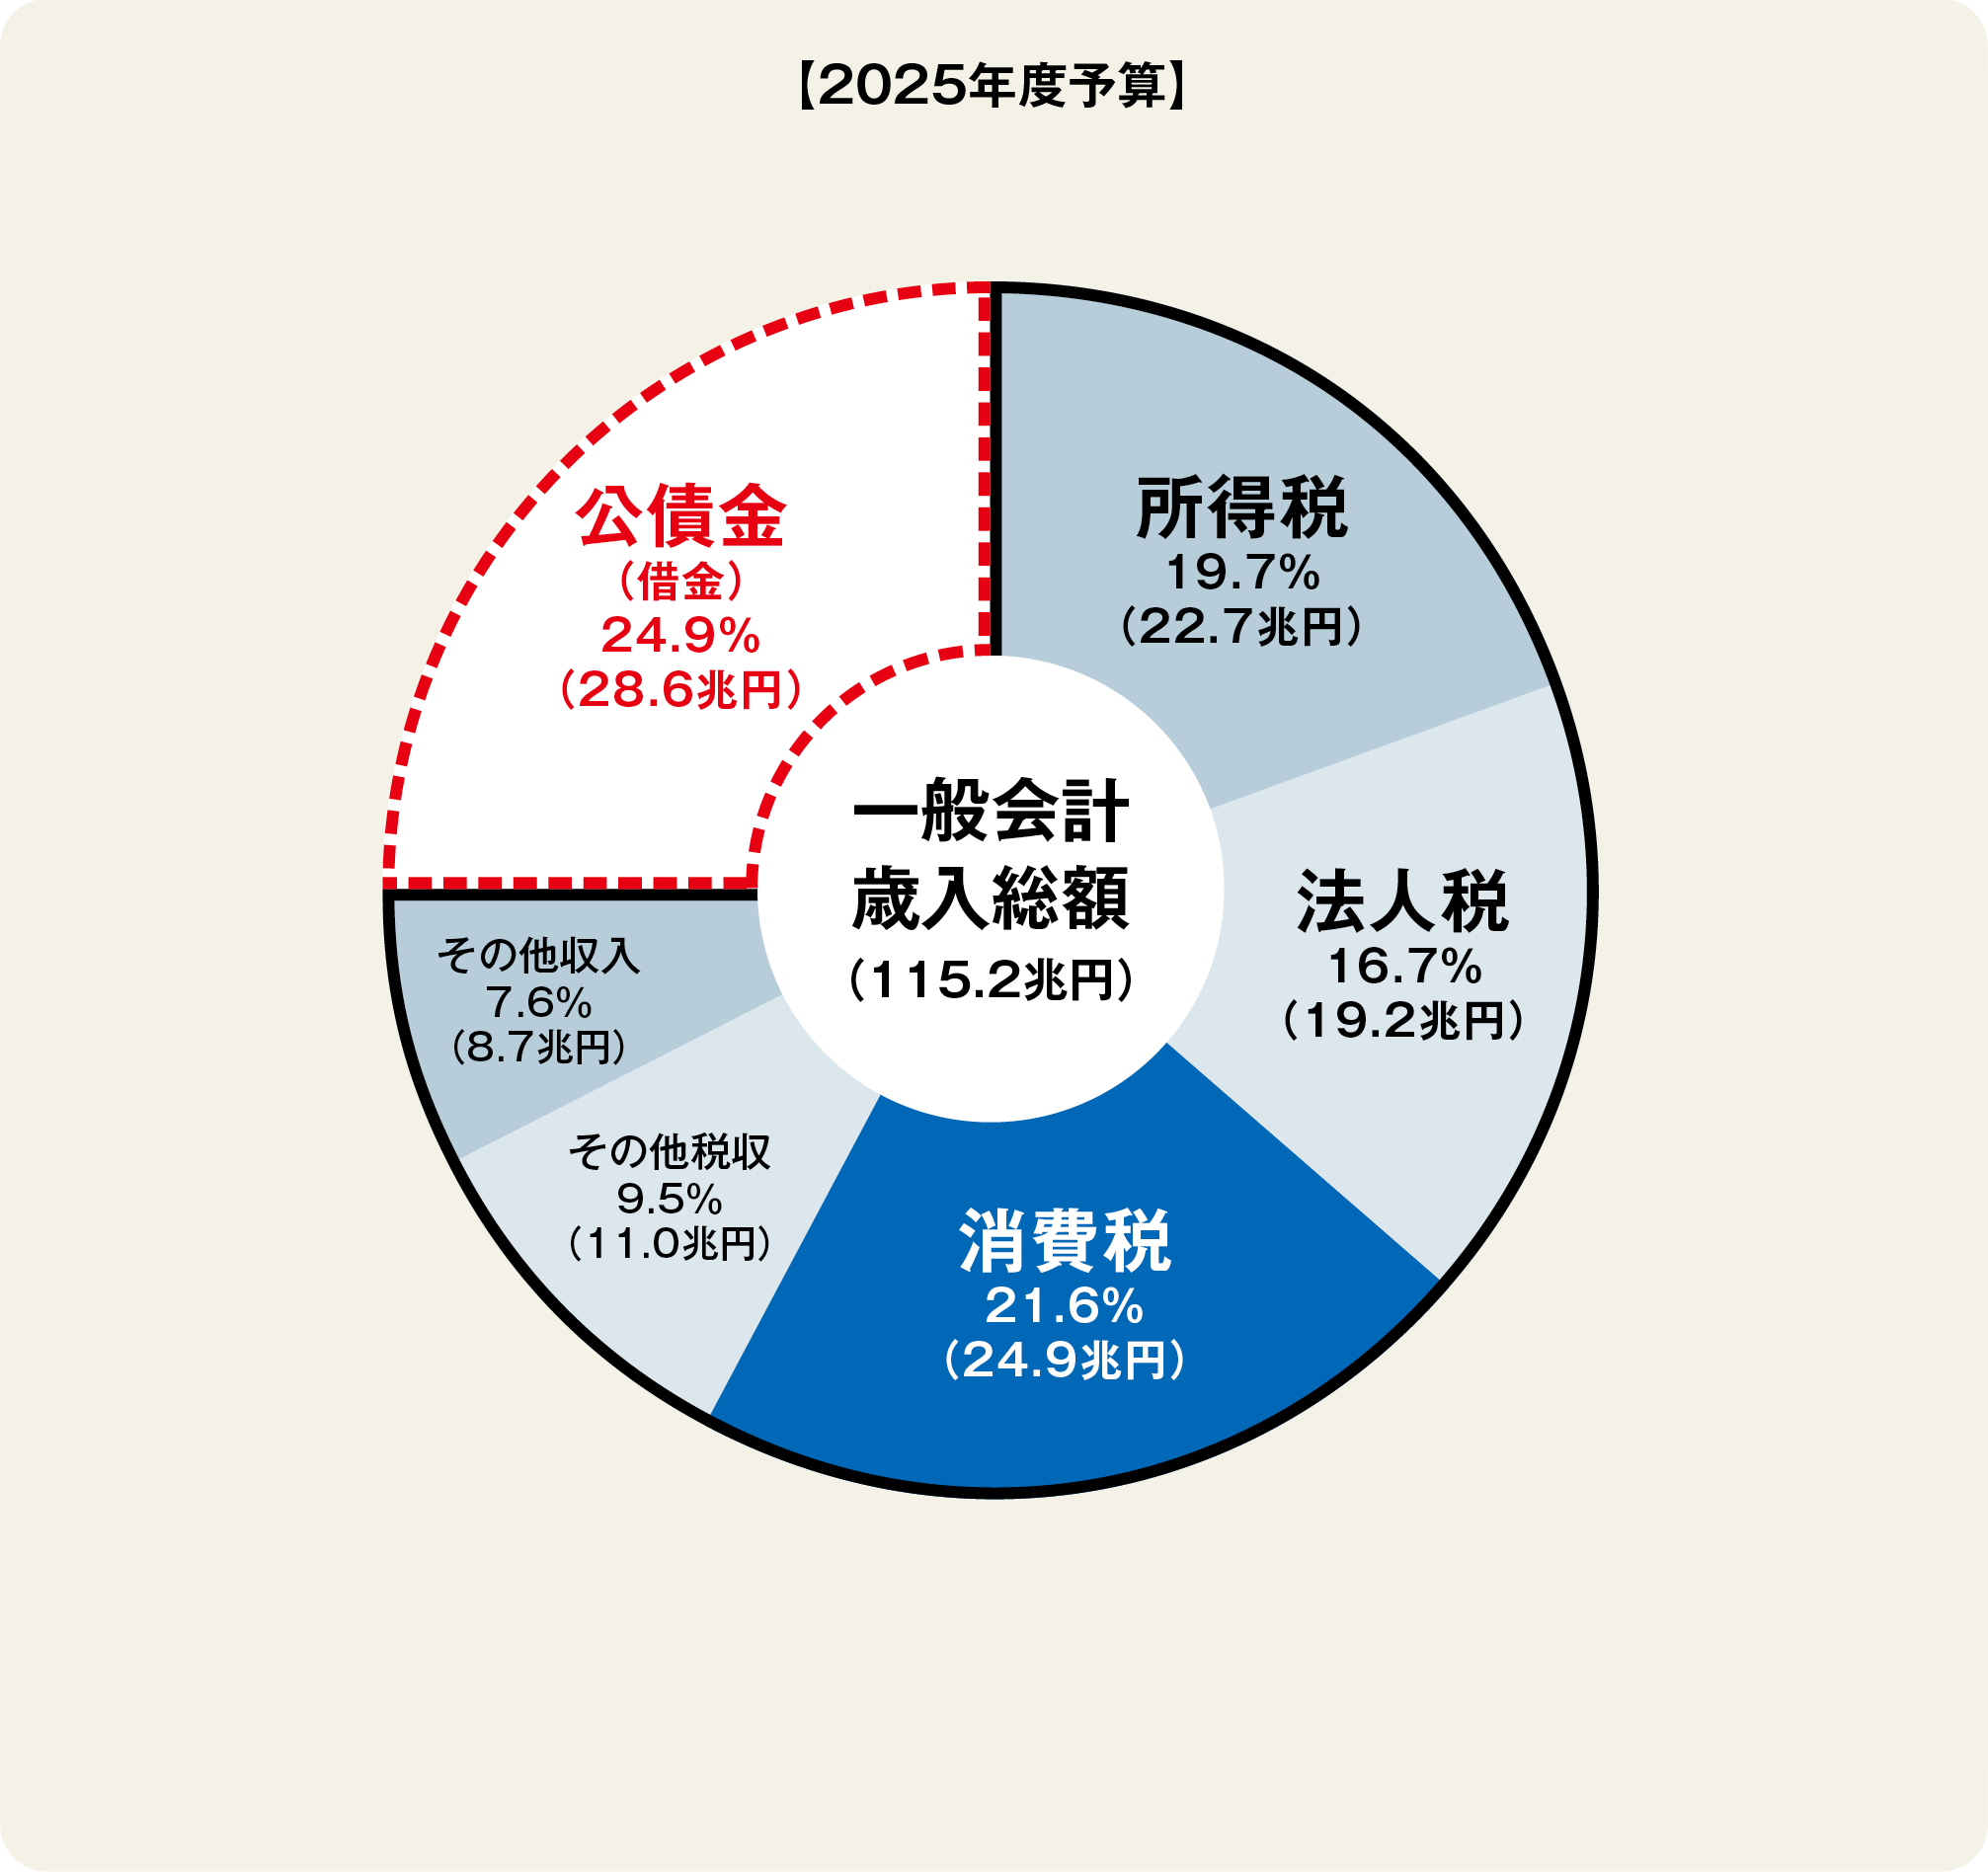 【2025年度予算】
公債金
（借金）
24.9%
（28.6兆円）
所得税
19.7%
（22.7兆円）
一般会計
歳入総額
（115.2兆円）
法人税
16.7%
（19.2兆円）
その他収入
7.6%
（8.7兆円）
その他税収
9.5%
（11.0兆円）
消費税
21.6%
（24.9兆円）